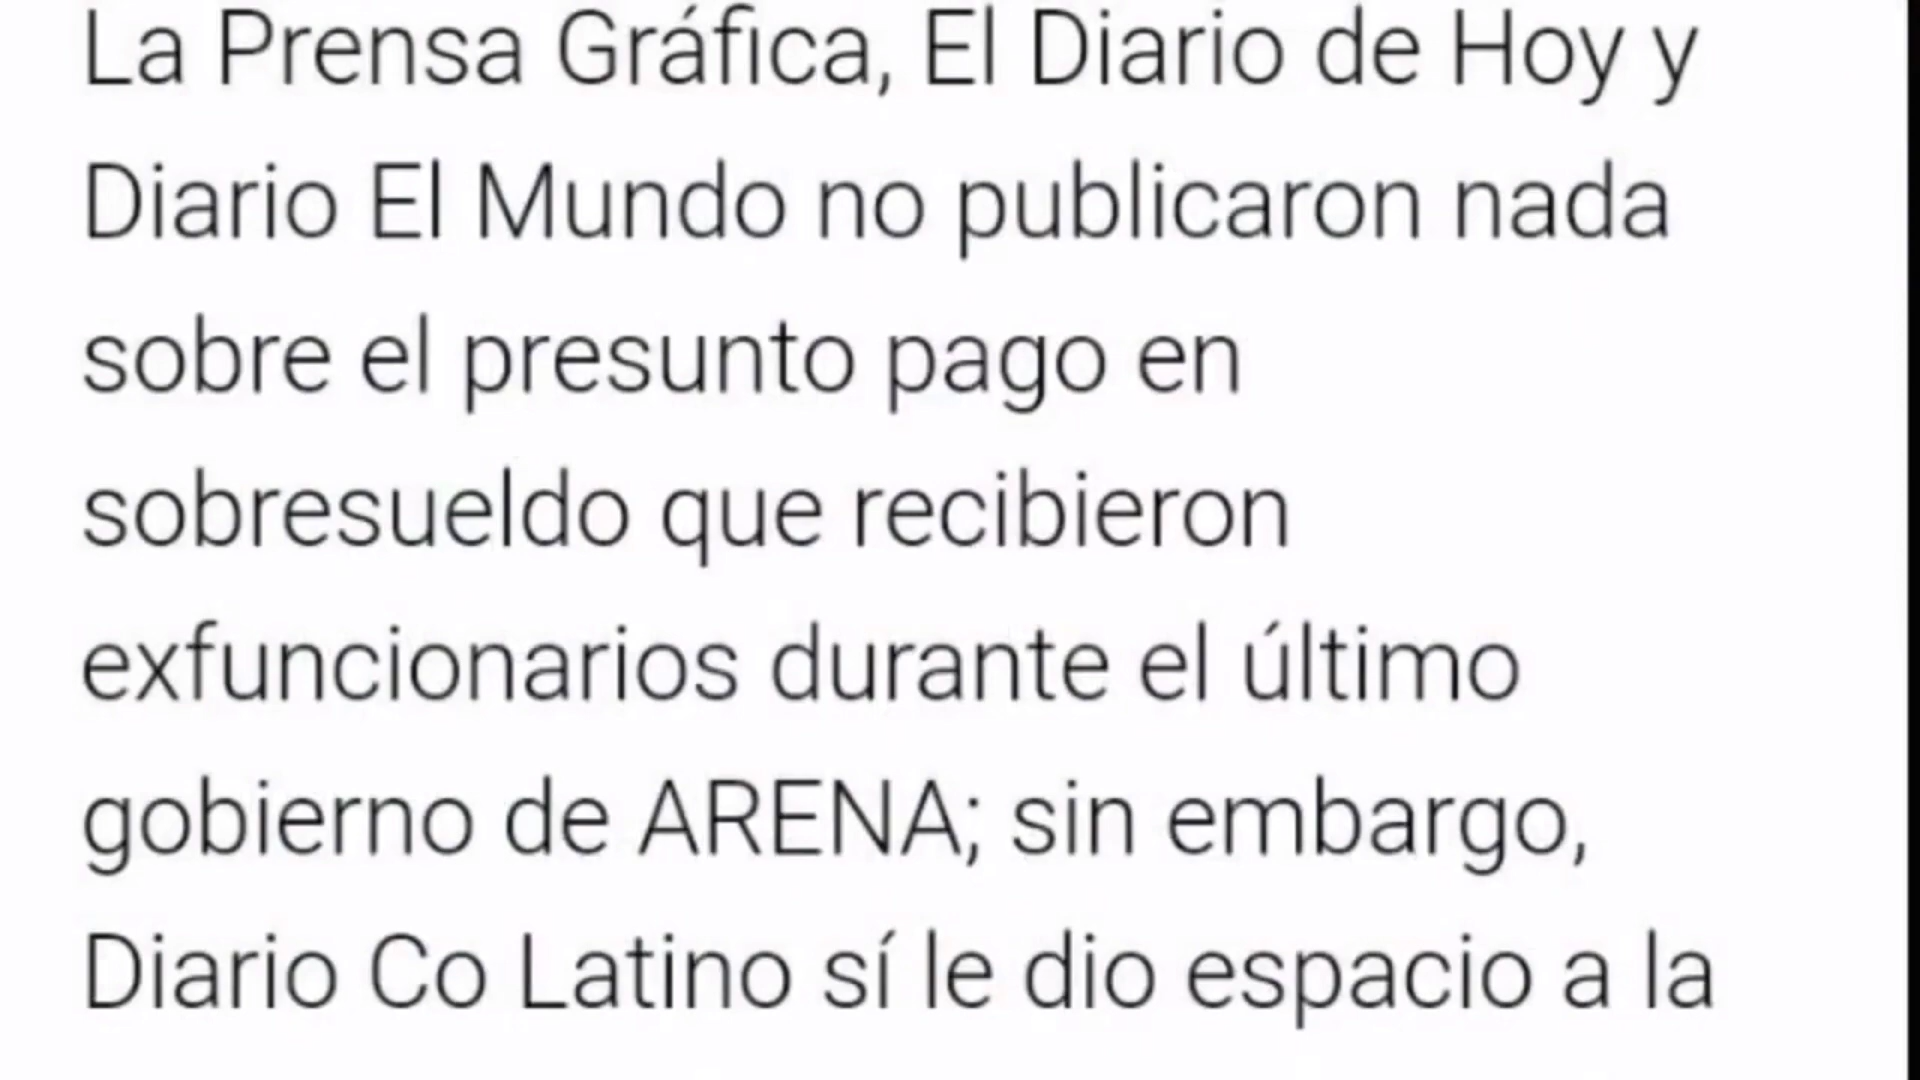 La Prensa Gráfica, El Diario de Hoy y
Diario El Mundo no publicaron nada
sobre el presunto pago en
sobresueldo que recibieron
exfuncionarios durante el último
gobierno de ARENA; sin embargo,
Diario Co Latino sí le dio espacio a la